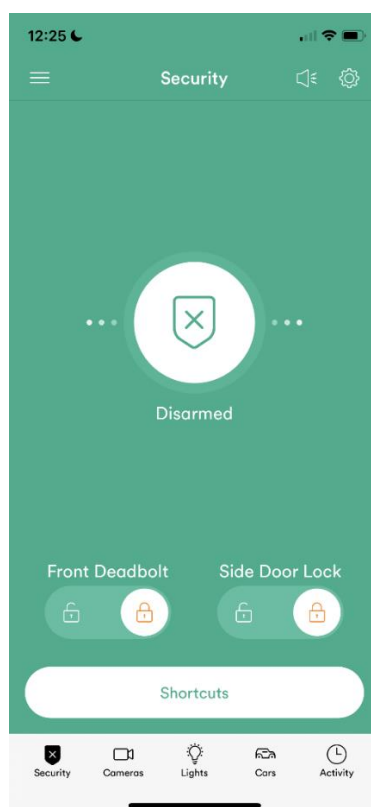 12:25
Security
Disarmed
Front Deadbolt
Side Door Lock
Shortcuts
Security
Cameras
Lights
Cars
Activity